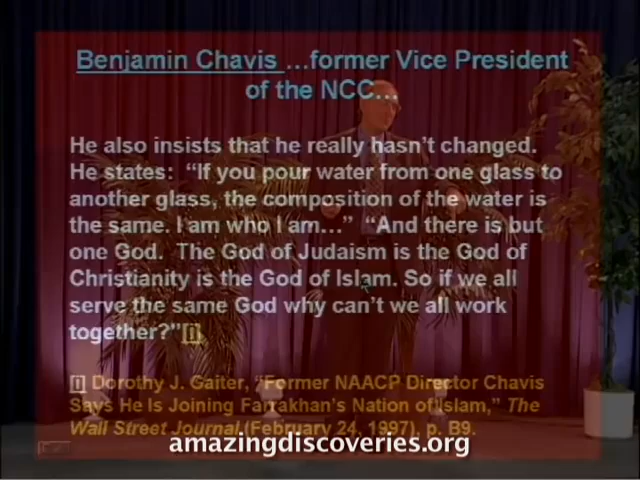 Benjamin Chavis …former Vice President
of the NCC…
He also insists that he really hasn't changed.
He states: “If you pour water from one glass to
another glass, the composition of the water is
the same. I am who I am…” “And there is but
one God. The God of Judaism is the God of
Christianity is the God of Islam. So if we all
serve the same God why can't we all work
together?”[i]
[i] Dorothy J. Gaiter, “Former NAACP Director Chavis
Says He Is Joining Farrakhan's Nation of Islam,” The
Wall Street Journal (February 24, 1997), p. B9.
amazingdiscoveries.org